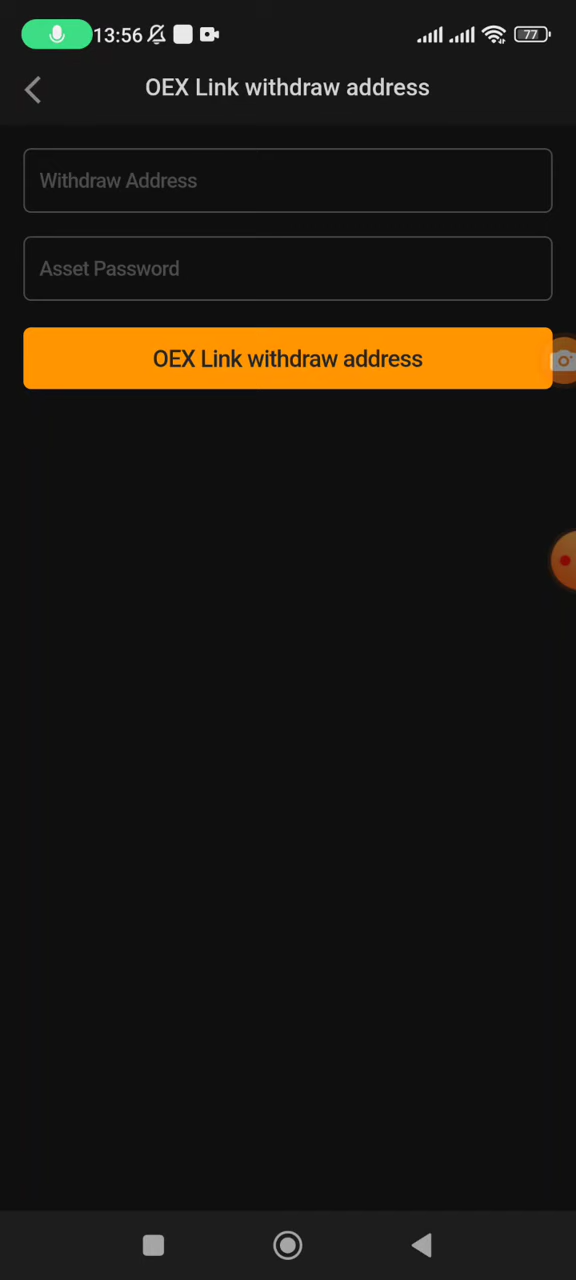 13:56
77
OEX Link withdraw address
Withdraw Address
Asset Password
OEX Link withdraw address